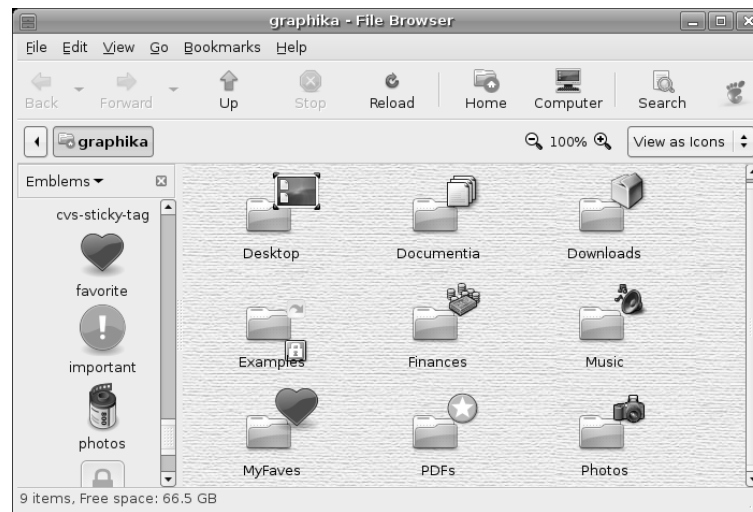 graphika - File Browser
File Edit View Go Bookmarks Help
Back Forward Up Stop Reload Home Computer Search
graphika 100% View as Icons
Emblems
cvs-sticky-tag
favorite
important
photos
Desktop Documentia Downloads
Examples Finances Music
MyFaves PDFs Photos
9 items, Free space: 66.5 GB